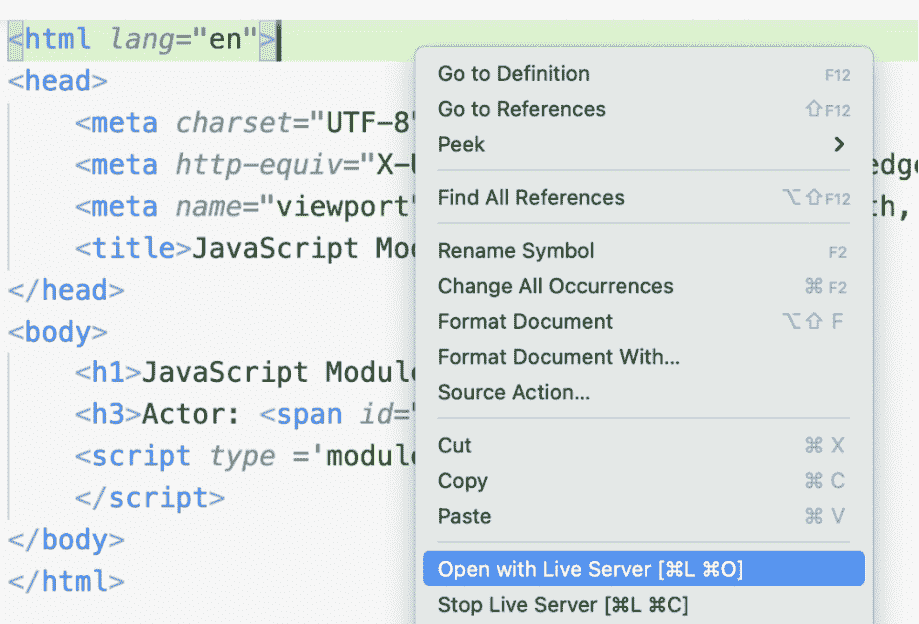 <html lang="en">
<head>
<meta charset="UTF-8"
<meta http-equiv="X-U
edge
<meta name="viewport"
th,
<title>JavaScript Mod
</head>
<body>
<h1>JavaScript Module
<h3>Actor: <span id="
<script type ='module
</script>
</body>
</html>
Go to Definition F12
Go to References ⇧F12
Peek >
Find All References ⌥⇧F12
Rename Symbol F2
Change All Occurrences ⌘F2
Format Document ⌥⇧ F
Format Document With...
Source Action...
Cut ⌘ X
Copy ⌘ C
Paste ⌘ V
Open with Live Server [⌘L ⌘O]
Stop Live Server [⌘L ⌘C]